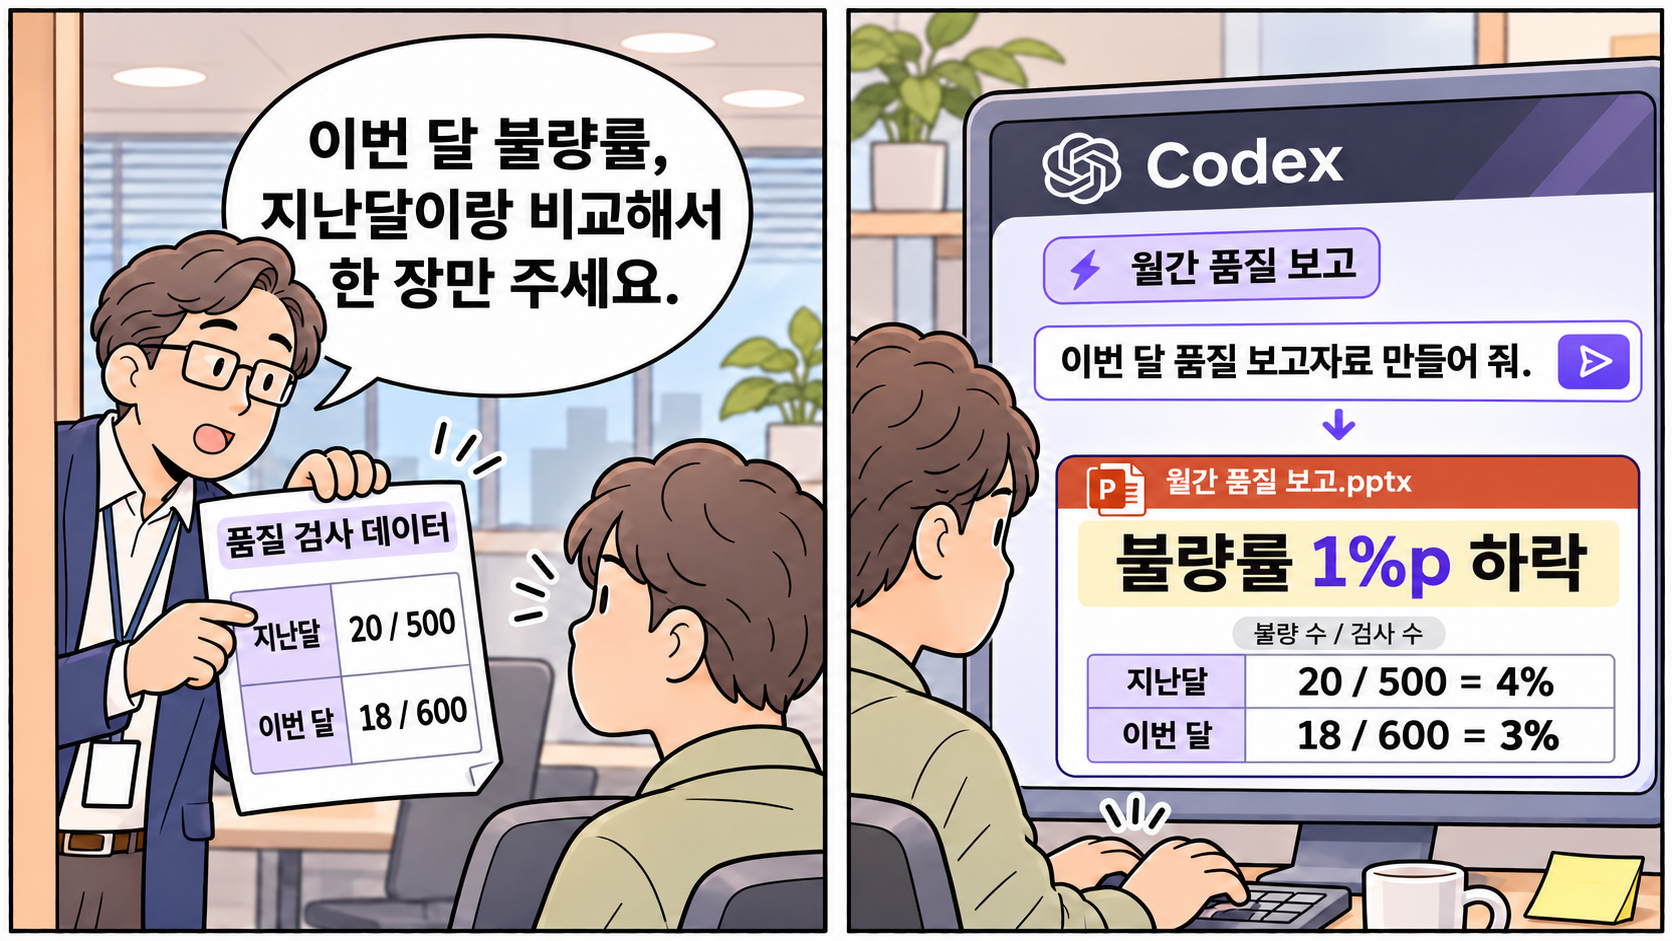 이번 달 불량률,
지난달이랑 비교해서
한 장만 주세요.
품질 검사 데이터
지난달 20 / 500
이번 달 18 / 600
Codex
월간 품질 보고
이번 달 품질 보고자료 만들어 줘.
P 월간 품질 보고.pptx
불량률 1%p 하락
불량 수 / 검사 수
지난달 20 / 500 = 4%
이번 달 18 / 600 = 3%